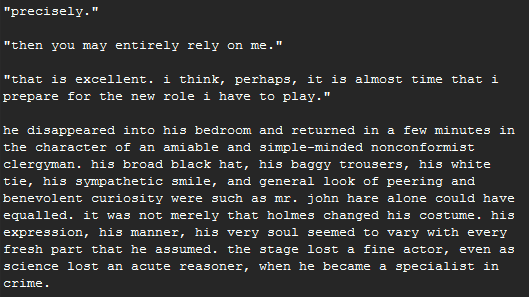 "precisely."
"then you may entirely rely on me."
"that is excellent. i think, perhaps, it is almost time that i
prepare for the new role i have to play."
he disappeared into his bedroom and returned in a few minutes in
the character of an amiable and simple-minded nonconformist
clergyman. his broad black hat, his baggy trousers, his white
tie, his sympathetic smile, and general look of peering and
benevolent curiosity were such as mr. john hare alone could have
equalled. it was not merely that holmes changed his costume. his
expression, his manner, his very soul seemed to vary with every
fresh part that he assumed. the stage lost a fine actor, even as
science lost an acute reasoner, when he became a specialist in
crime.